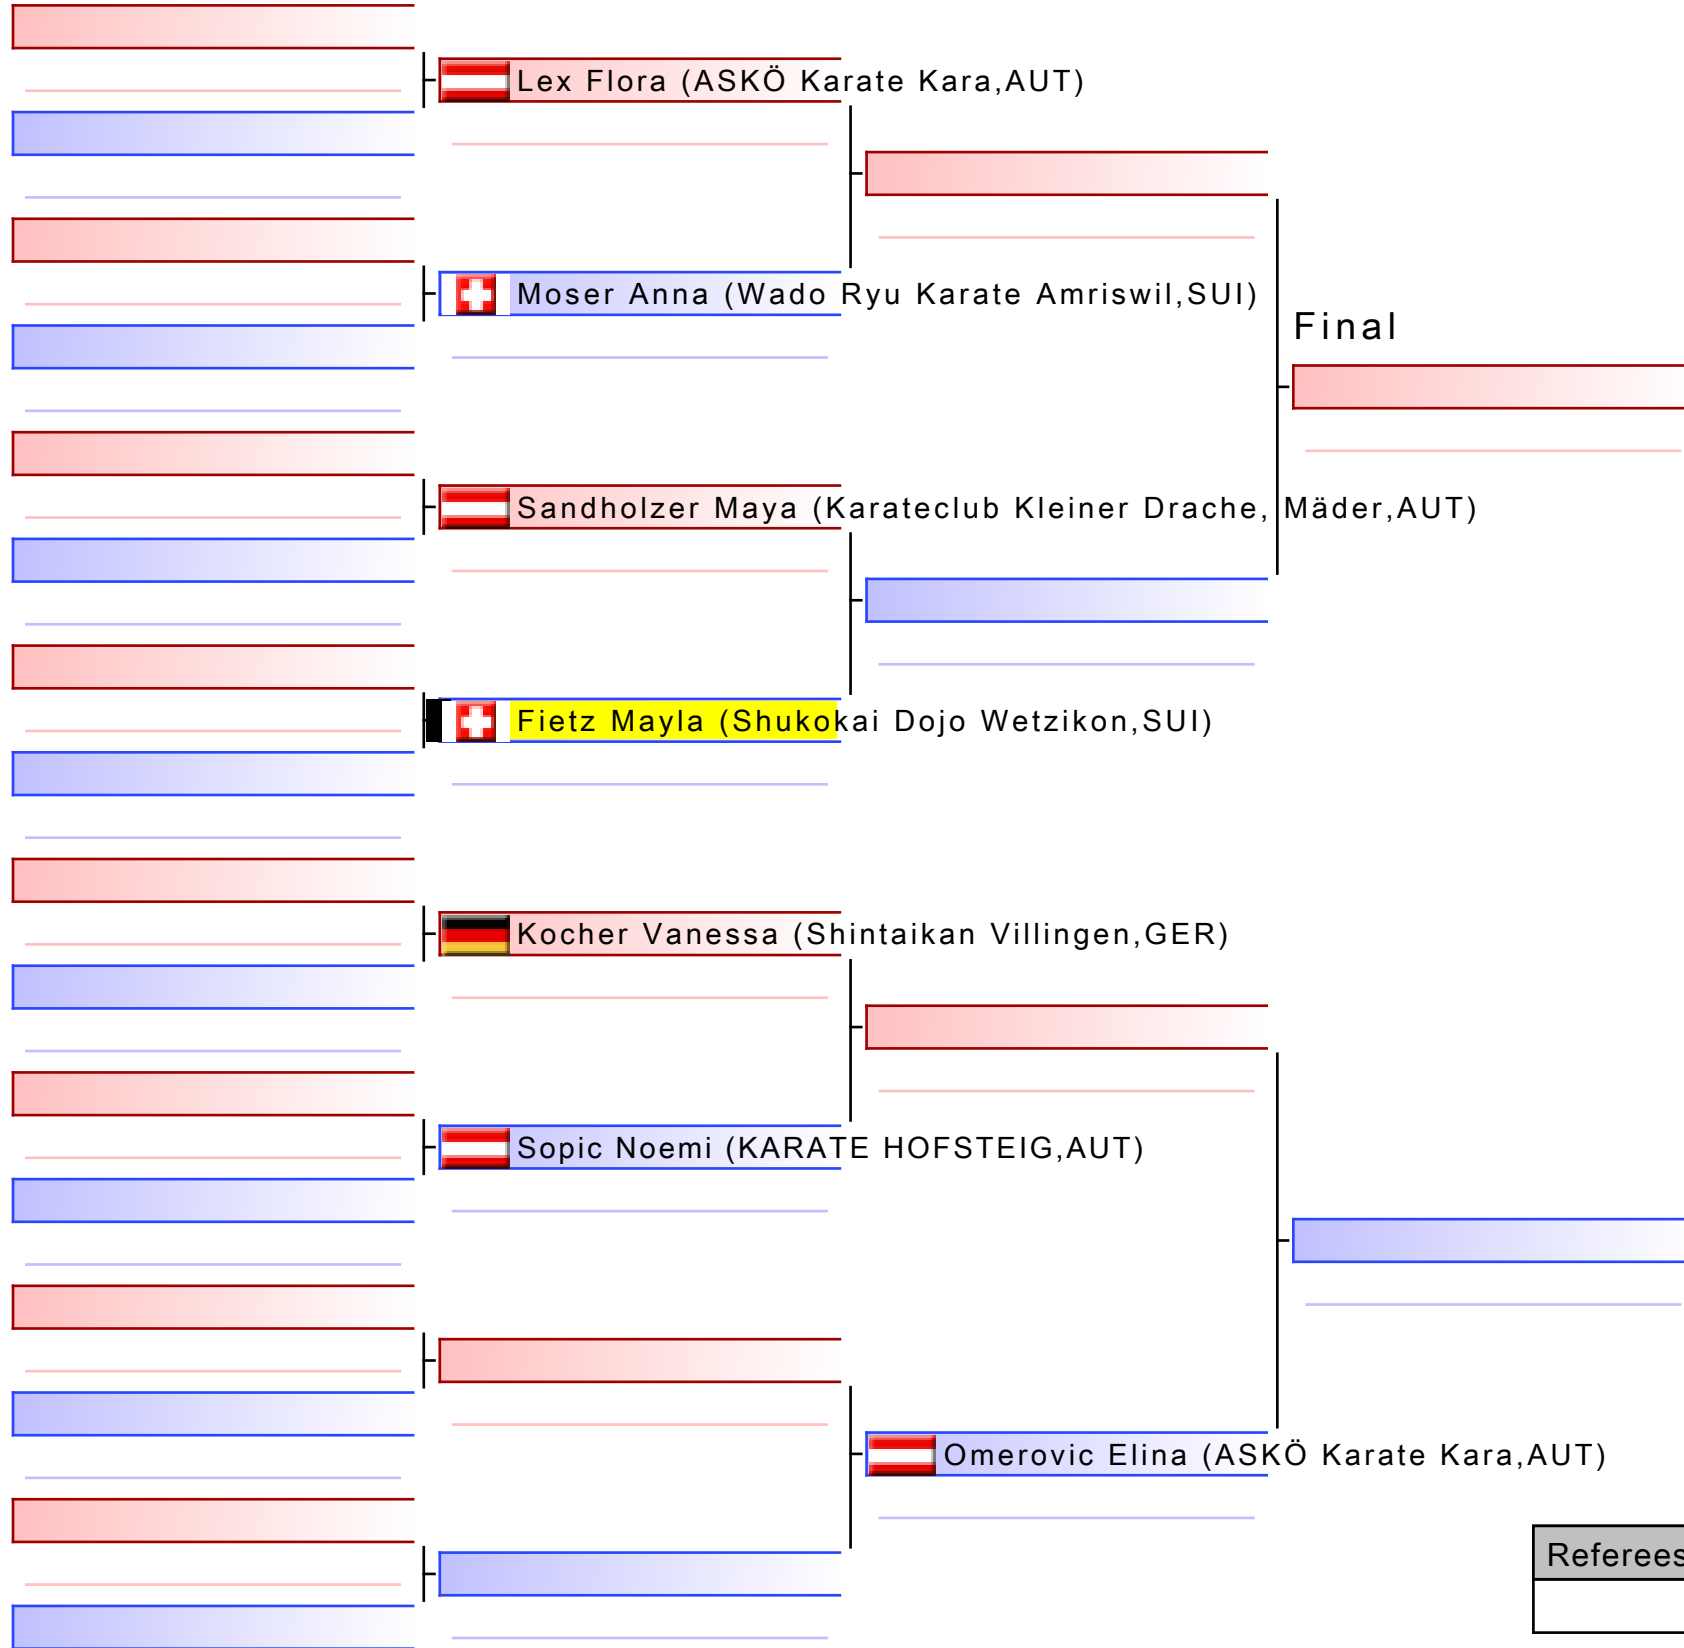 Lex Flora (ASKÖ Karate Kara,AUT)
Moser Anna (Wado Ryu Karate Amriswil,SUI)
Final
Sandholzer Maya (Karateclub Kleiner Drache, Mäder,AUT)
Fietz Mayla (Shukokai Dojo Wetzikon,SUI)
Kocher Vanessa (Shintaikan Villingen,GER)
Sopic Noemi (KARATE HOFSTEIG,AUT)
Omerovic Elina (ASKÖ Karate Kara,AUT)
Referees